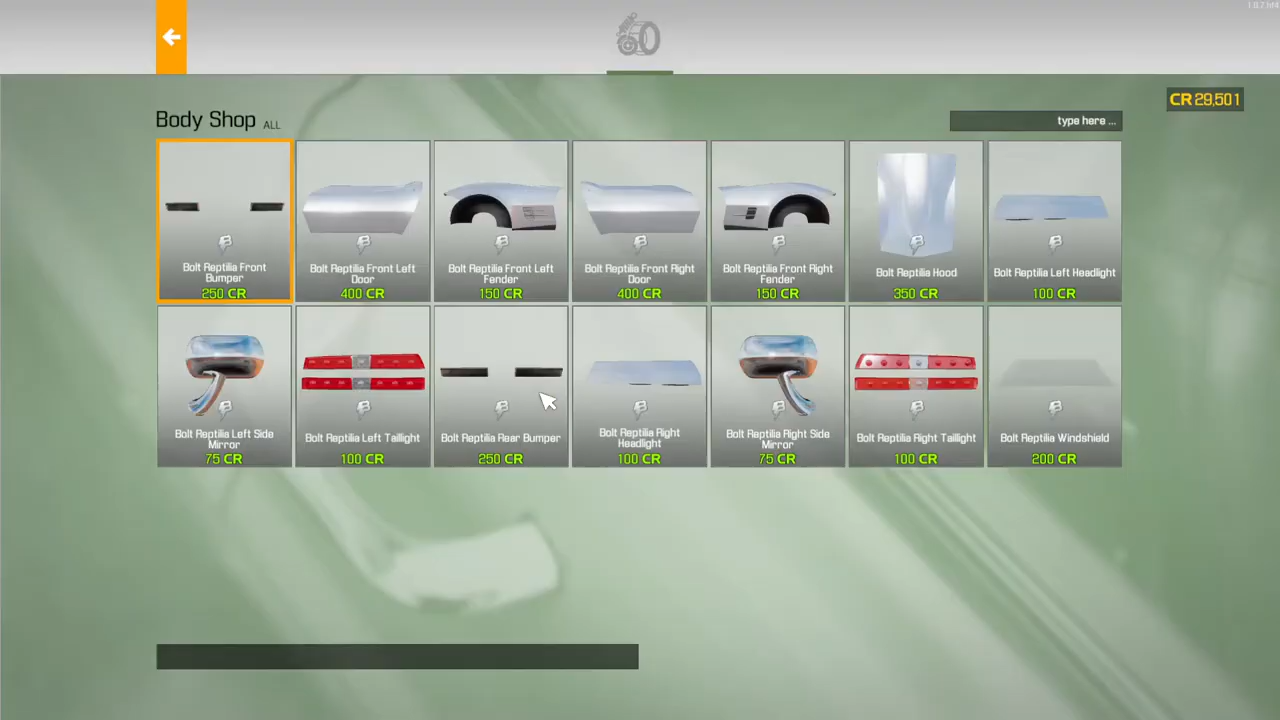 1.0.7.hf4
CR 29,501
Body Shop ALL
type here ...
Bolt Reptilia Front
Bumper
250 CR
Bolt Reptilia Front Left
Door
400 CR
Bolt Reptilia Front Left
Fender
150 CR
Bolt Reptilia Front Right
Door
400 CR
Bolt Reptilia Front Right
Fender
150 CR
Bolt Reptilia Hood
350 CR
Bolt Reptilia Left Headlight
100 CR
Bolt Reptilia Left Side
Mirror
75 CR
Bolt Reptilia Left Taillight
100 CR
Bolt Reptilia Rear Bumper
250 CR
Bolt Reptilia Right
Headlight
100 CR
Bolt Reptilia Right Side
Mirror
75 CR
Bolt Reptilia Right Taillight
100 CR
Bolt Reptilia Windshield
200 CR